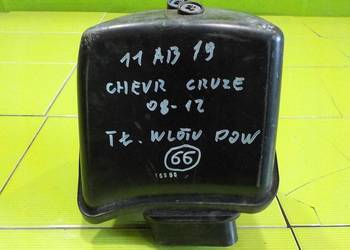 11 AB 19
CHEVR CRUZE
08-12
TŁ. WLOTU POW
66